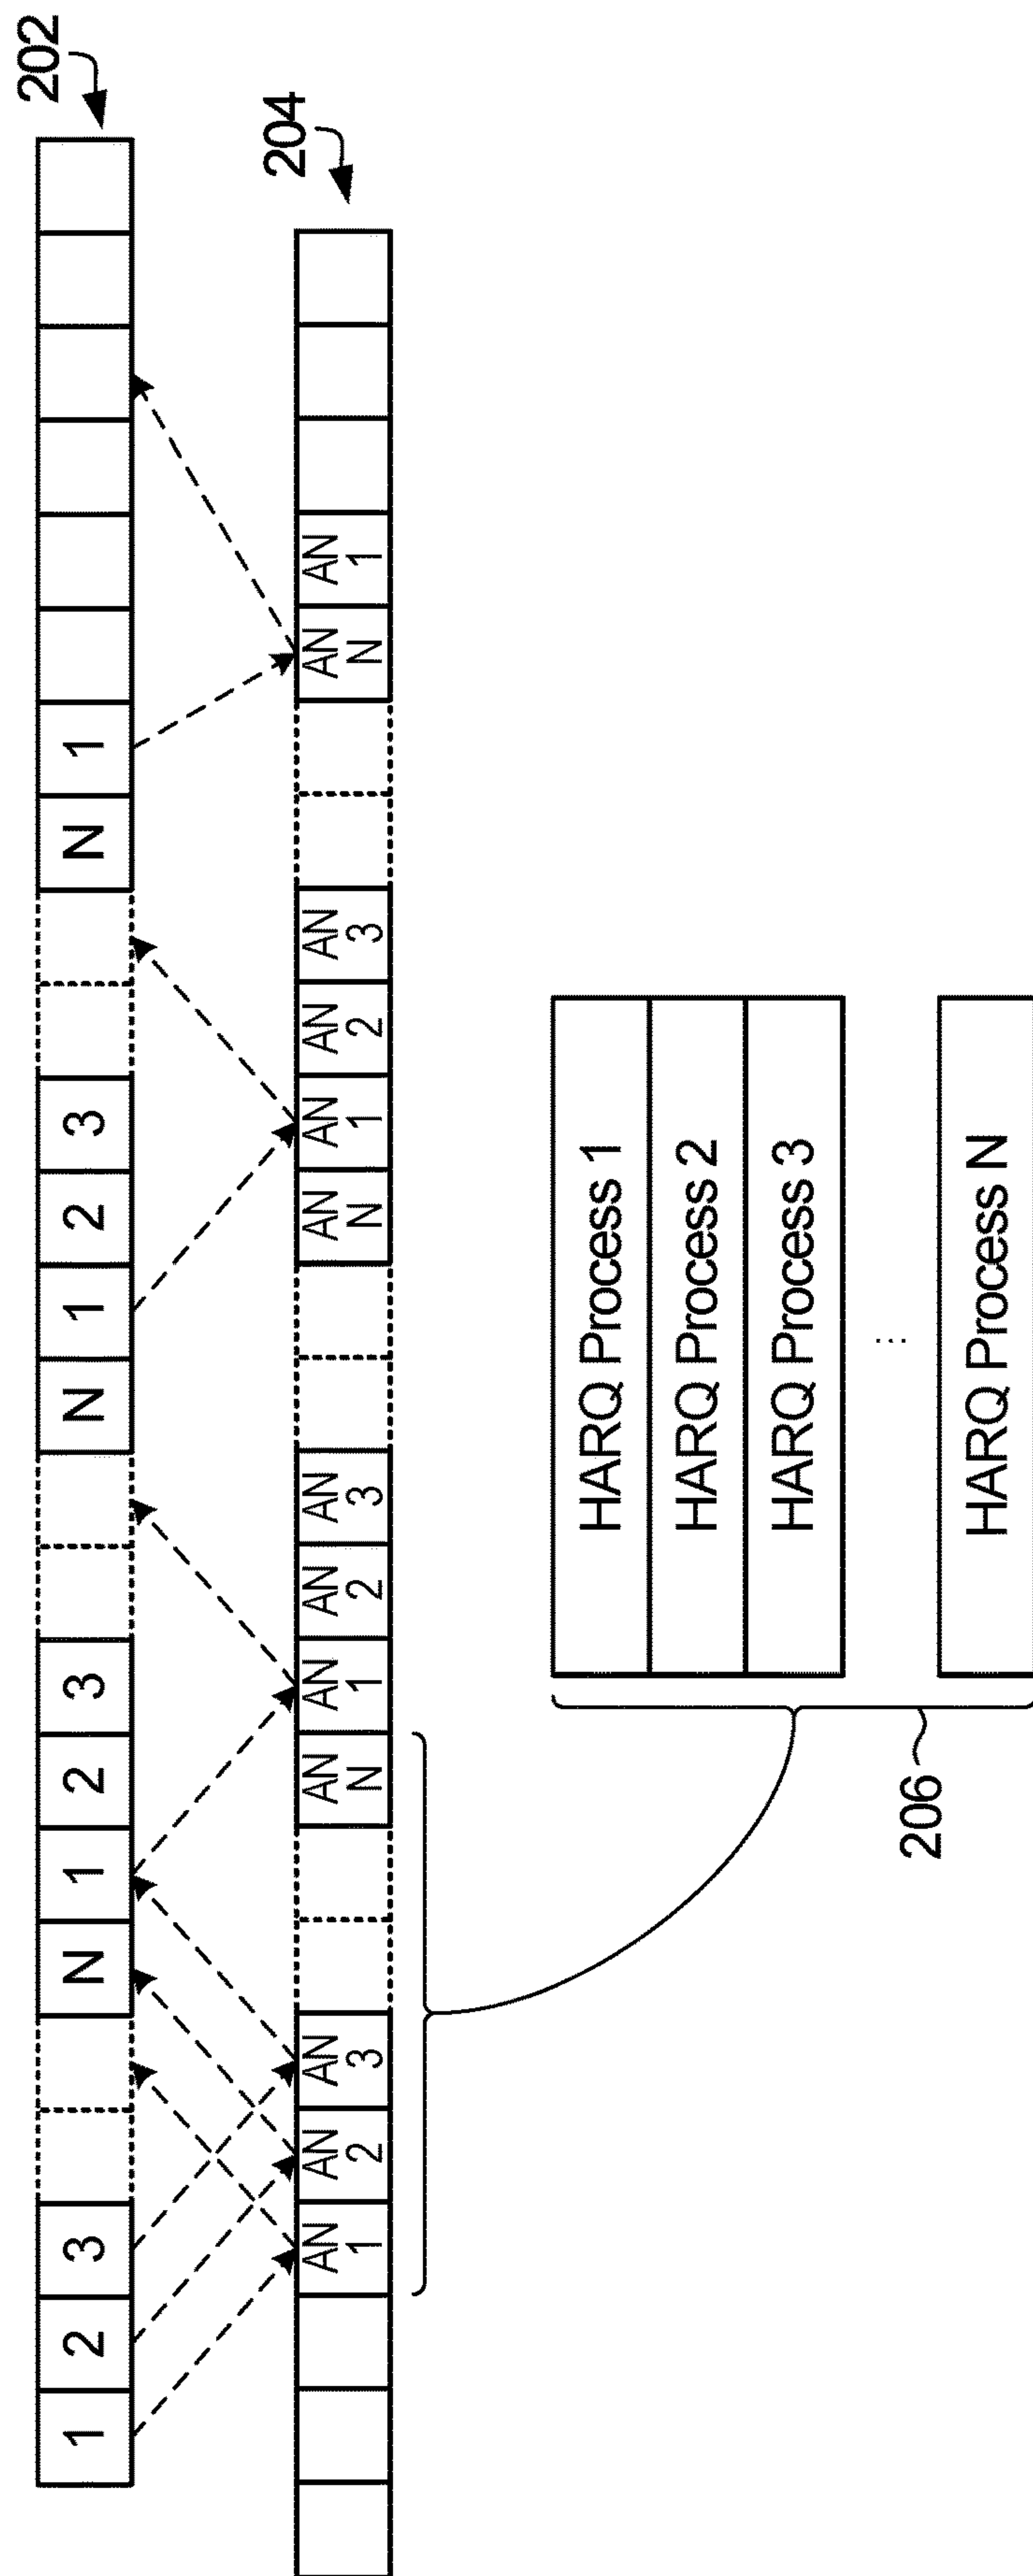 202
1 2 3 N 1 2 3 N 1 2 3 N 1
204
AN AN AN AN AN AN AN AN AN AN AN AN AN
1 2 3 N 1 2 3 N 1 2 3 N 1
HARQ Process 1
HARQ Process 2
HARQ Process 3
...
HARQ Process N
206